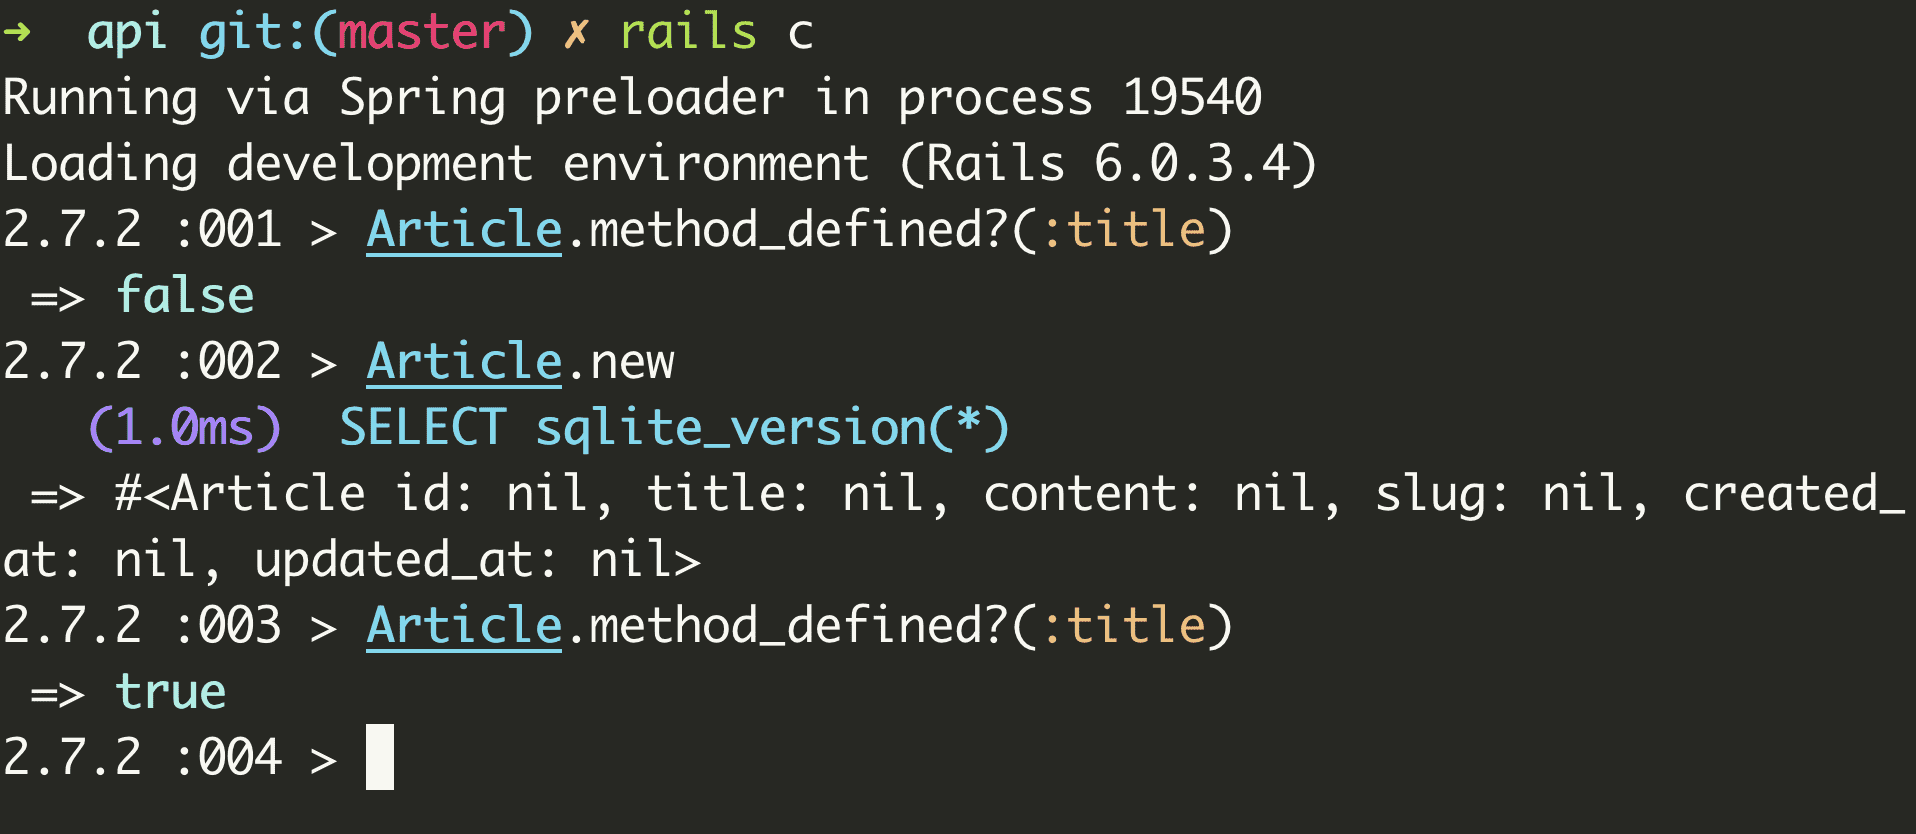 ➜  api git:(master) ✗ rails c
Running via Spring preloader in process 19540
Loading development environment (Rails 6.0.3.4)
2.7.2 :001 > Article.method_defined?(:title)
 => false
2.7.2 :002 > Article.new
   (1.0ms)  SELECT sqlite_version(*)
 => #<Article id: nil, title: nil, content: nil, slug: nil, created_
at: nil, updated_at: nil>
2.7.2 :003 > Article.method_defined?(:title)
 => true
2.7.2 :004 >